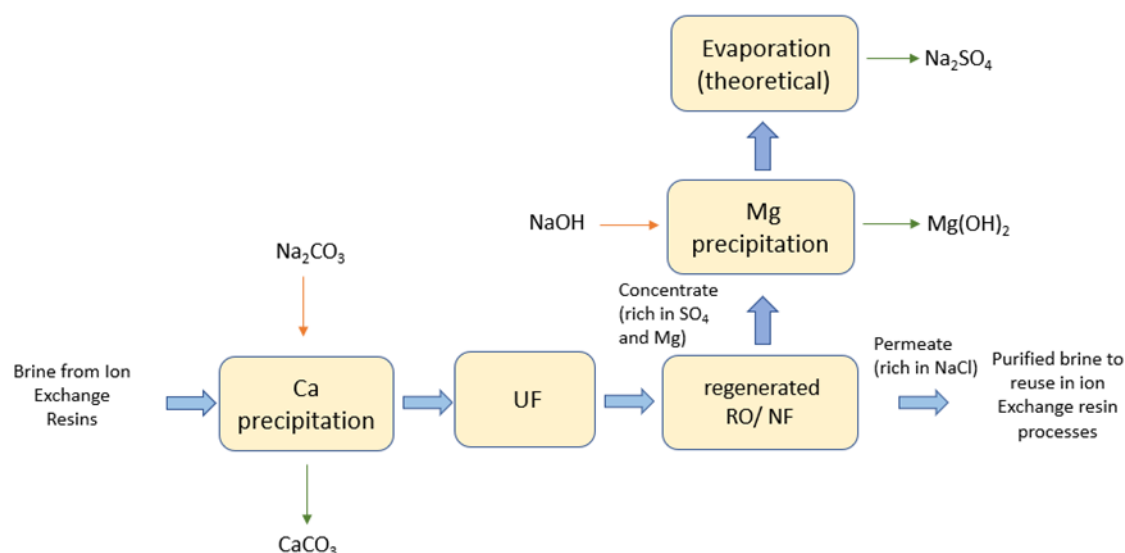 Evaporation
(theoretical)
Na₂SO₄
NaOH
Mg
precipitation
Mg(OH)₂
Na₂CO₃
Concentrate
(rich in SO₄
and Mg)
Permeate
(rich in NaCl)
Brine from Ion
Exchange
Resins
Ca
precipitation
UF
regenerated
RO/ NF
Purified brine to
reuse in ion
Exchange resin
processes
CaCO₃